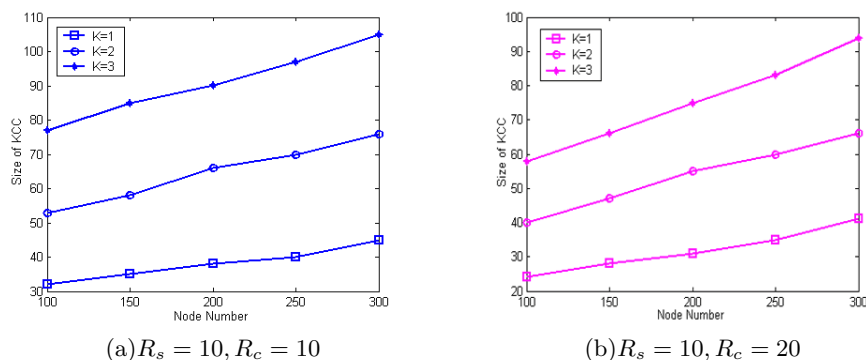 110
100
90
80
70
60
50
40
30
Size of KCC
K=1
K=2
K=3
100 150 200 250 300
Node Number
(a)R_s = 10, R_c = 10
100
90
80
70
60
50
40
30
20
Size of KCC
K=1
K=2
K=3
100 150 200 250 300
Node Number
(b)R_s = 10, R_c = 20